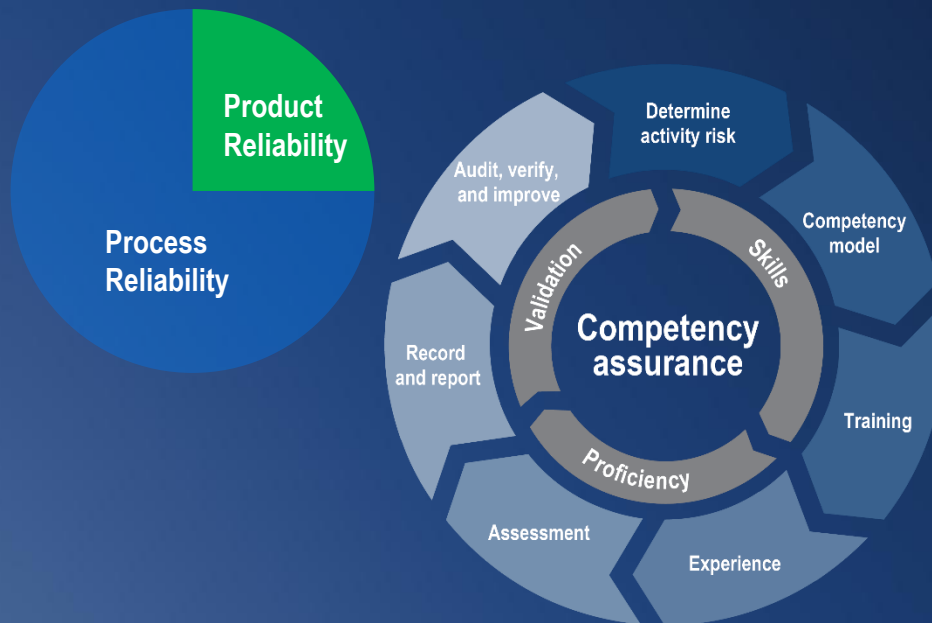 Product
Reliability
Process
Reliability
Determine
activity risk
Competency
model
Training
Experience
Assessment
Record
and report
Audit, verify,
and improve
Skills
Proficiency
Validation
Competency
assurance